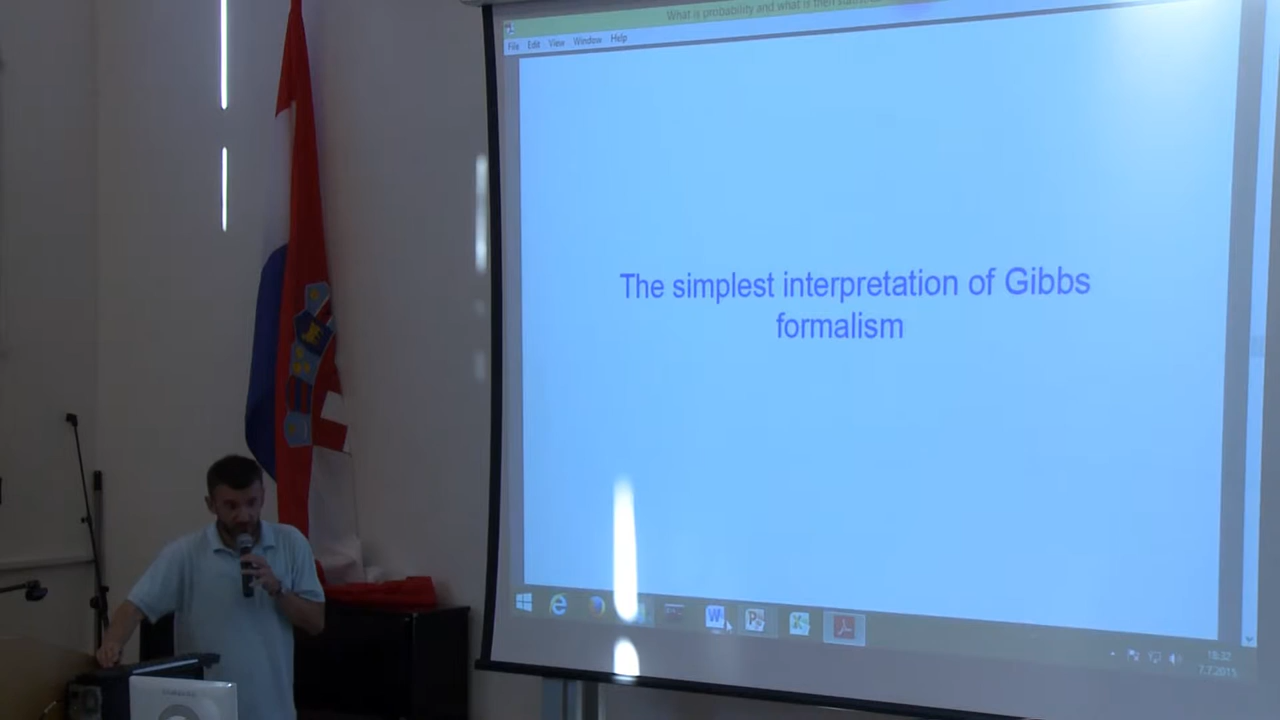 What is probability and what is then statistical
File Edit View Window Help
The simplest interpretation of Gibbs
formalism
18:32
7.7.2015
SAMSUNG